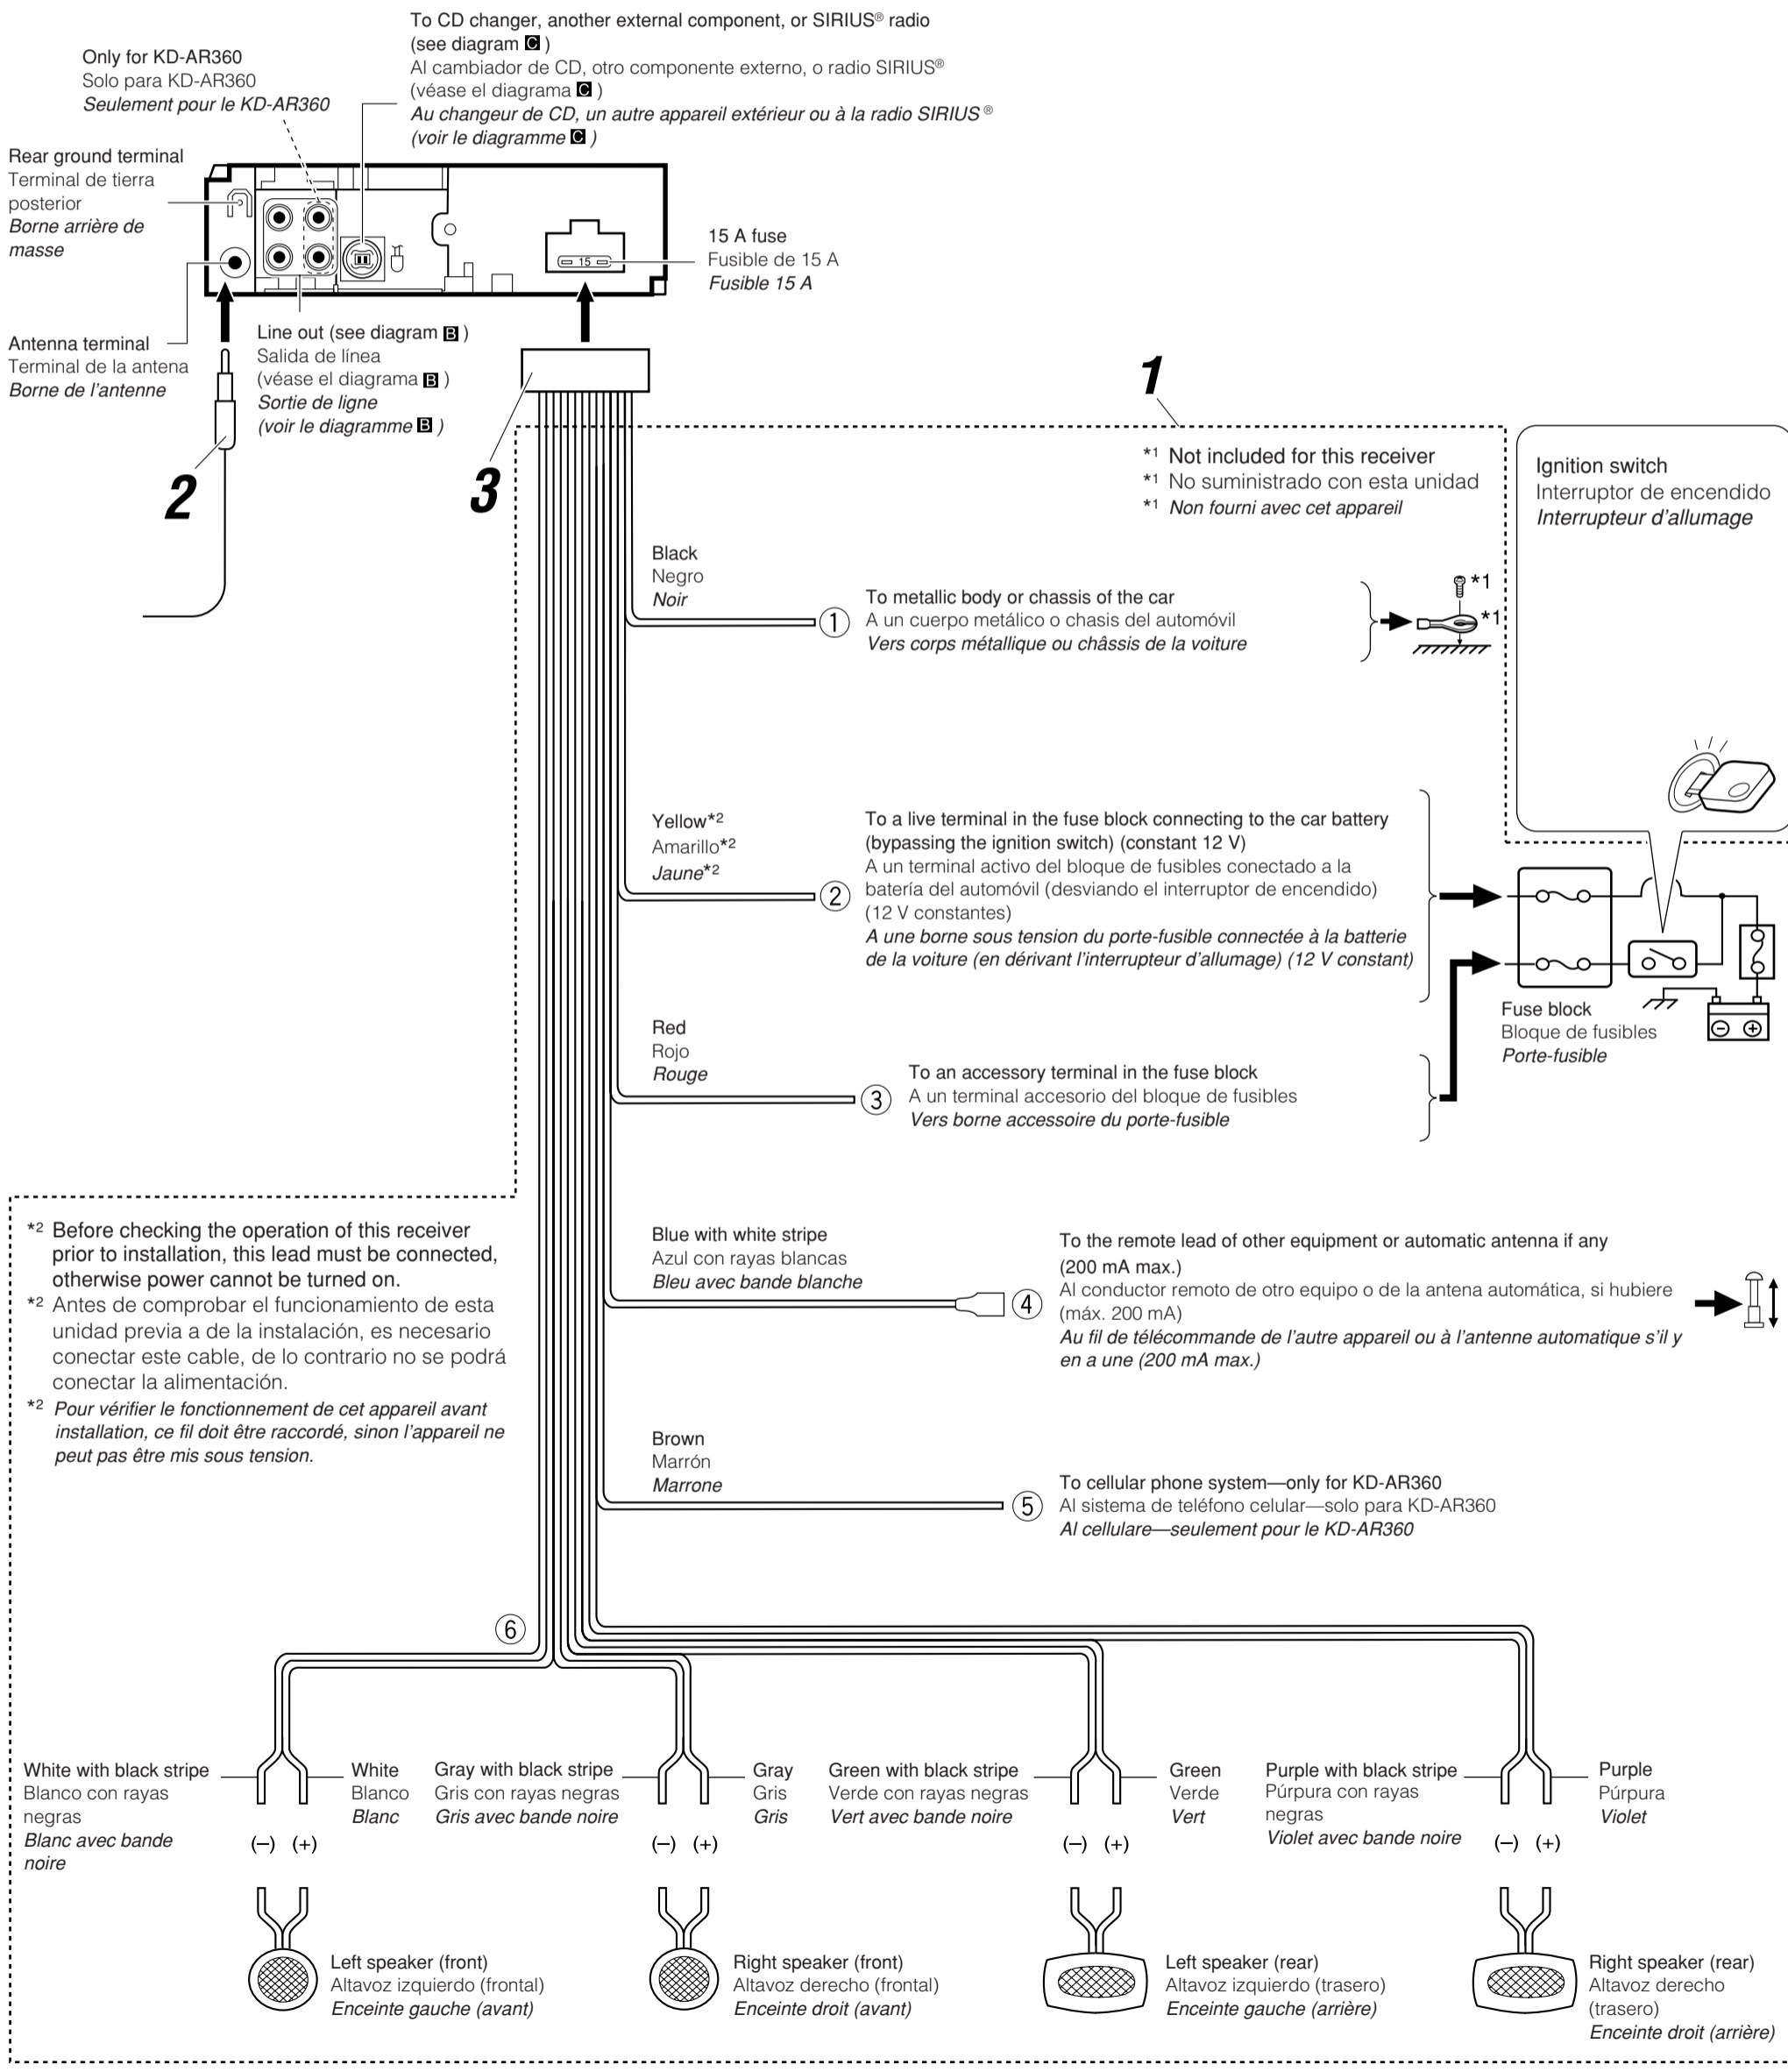 To CD changer, another external component, or SIRIUS® radio
(see diagram C )
Al cambiador de CD, otro componente externo, o radio SIRIUS®
(véase el diagrama C )
Au changeur de CD, un autre appareil extérieur ou à la radio SIRIUS ®
(voir le diagramme C )
Only for KD-AR360
Solo para KD-AR360
Seulement pour le KD-AR360
Rear ground terminal
Terminal de tierra
posterior
Borne arrière de
masse
15
15 A fuse
Fusible de 15 A
Fusible 15 A
Antenna terminal
Terminal de la antena
Borne de l'antenne
Line out (see diagram B )
Salida de línea
(véase el diagrama B )
Sortie de ligne
(voir le diagramme B )
1
2
3
*1 Not included for this receiver
*1 No suministrado con esta unidad
*1 Non fourni avec cet appareil
Ignition switch
Interruptor de encendido
Interrupteur d'allumage
Black
Negro
Noir
1
To metallic body or chassis of the car
A un cuerpo metálico o chasis del automóvil
Vers corps métallique ou châssis de la voiture
*1
*1
Yellow*2
Amarillo*2
Jaune*2
2
To a live terminal in the fuse block connecting to the car battery
(bypassing the ignition switch) (constant 12 V)
A un terminal activo del bloque de fusibles conectado a la
batería del automóvil (desviando el interruptor de encendido)
(12 V constantes)
A une borne sous tension du porte-fusible connectée à la batterie
de la voiture (en dérivant l'interrupteur d'allumage) (12 V constant)
Fuse block
Bloque de fusibles
Porte-fusible
Red
Rojo
Rouge
3
To an accessory terminal in the fuse block
A un terminal accesorio del bloque de fusibles
Vers borne accessoire du porte-fusible
*2 Before checking the operation of this receiver
prior to installation, this lead must be connected,
otherwise power cannot be turned on.
*2 Antes de comprobar el funcionamiento de esta
unidad previa a de la instalación, es necesario
conectar este cable, de lo contrario no se podrá
conectar la alimentación.
*2 Pour vérifier le fonctionnement de cet appareil avant
installation, ce fil doit être raccordé, sinon l'appareil ne
peut pas être mis sous tension.
Blue with white stripe
Azul con rayas blancas
Bleu avec bande blanche
4
To the remote lead of other equipment or automatic antenna if any
(200 mA max.)
Al conductor remoto de otro equipo o de la antena automática, si hubiere
(máx. 200 mA)
Au fil de télécommande de l'autre appareil ou à l'antenne automatique s'il y
en a une (200 mA max.)
Brown
Marrón
Marrone
5
To cellular phone system—only for KD-AR360
Al sistema de teléfono celular—solo para KD-AR360
Al cellulare—seulement pour le KD-AR360
6
White with black stripe
Blanco con rayas
negras
Blanc avec bande
noire
White
Blanco
Blanc
Gray with black stripe
Gris con rayas negras
Gris avec bande noire
Gray
Gris
Gris
Green with black stripe
Verde con rayas negras
Vert avec bande noire
Green
Verde
Vert
Purple with black stripe
Púrpura con rayas
negras
Violet avec bande noire
Purple
Púrpura
Violet
(–) (+)
(–) (+)
(–) (+)
(–) (+)
Left speaker (front)
Altavoz izquierdo (frontal)
Enceinte gauche (avant)
Right speaker (front)
Altavoz derecho (frontal)
Enceinte droit (avant)
Left speaker (rear)
Altavoz izquierdo (trasero)
Enceinte gauche (arrière)
Right speaker (rear)
Altavoz derecho
(trasero)
Enceinte droit (arrière)